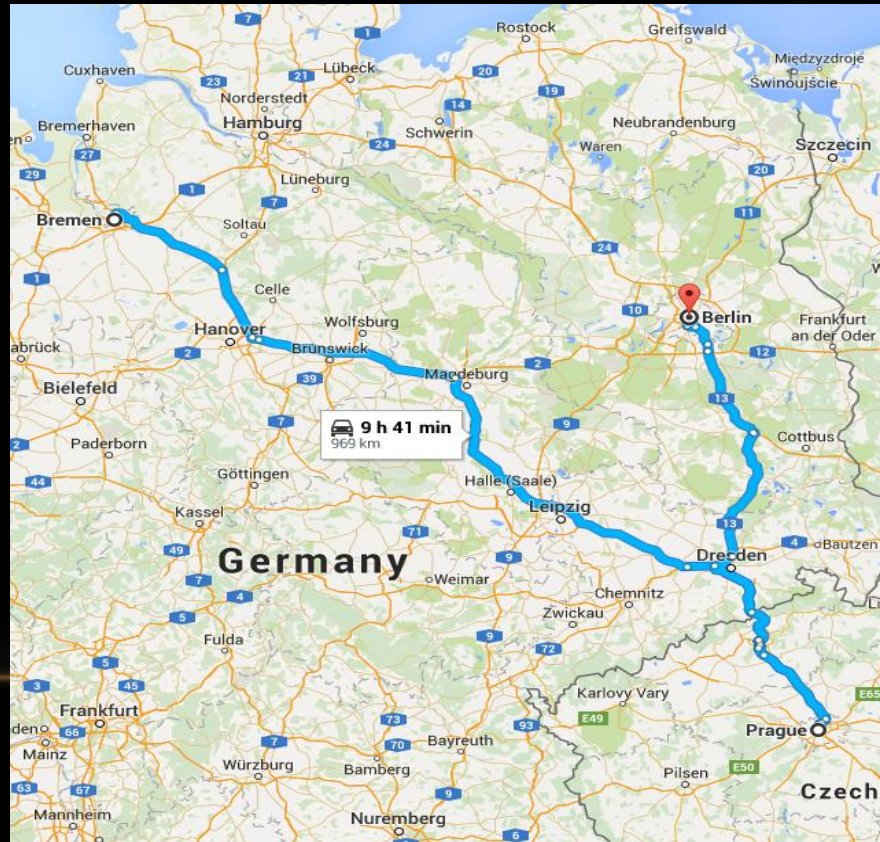 7
1
Rostock
Greifswald
Cuxhaven
23
21
Lübeck
20
Międzyzdroje
Świnoujście
Norderstedt
Hamburg
14
19
Bremerhaven
Schwerin
Neubrandenburg
Waren
Szczecin
27
24
20
29
1
Lüneburg
7
Bremen
11
Soltau
24
1
Celle
10
Berlin
Hanover
Wolfsburg
Frankfurt
an der Oder
abrück
2
Brunswick
2
12
39
Magdeburg
Bielefeld
13
9 h 41 min
969 km
7
9
Cottbus
2
Paderborn
44
Göttingen
Halle (Saale)
Leipzig
Kassel
71
13
4
Bautzen
49
Germany
9
Dresden
7
Weimar
4
Chemnitz
5
Zwickau
Fulda
9
72
5
3
45
Karlovy Vary
E65
Frankfurt
E49
den
66
73
93
Prague
Mainz
7
70
Bayreuth
Würzburg
Bamberg
E50
Pilsen
63
67
9
Czech
Mannheim
Nuremberg
6